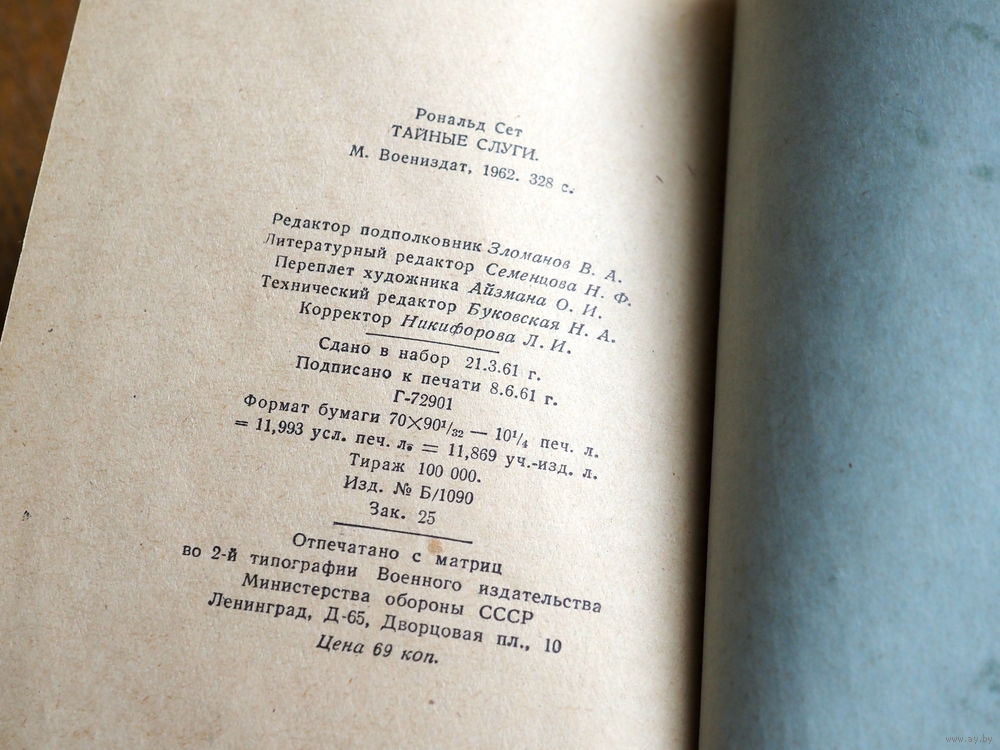 Рональд Сет
ТАЙНЫЕ СЛУГИ.
М. Воениздат, 1962. 328 с.
Редактор подполковник Зломанов В. А.
Литературный редактор Семенцова Н. Ф.
Переплет художника Айзмана О. И.
Технический редактор Буковская Н. А.
Корректор Никифорова Л. И.
Сдано в набор 21.3.61 г.
Подписано к печати 8.6.61 г.
Г-72901
Формат бумаги 70×90¹/₃₂ — 10¹/₄ печ. л.
= 11,993 усл. печ. л. = 11,869 уч.-изд. л.
Тираж 100 000.
Изд. № Б/1090
Зак. 25
Отпечатано с матриц
во 2-й типографии Военного издательства
Министерства обороны СССР
Ленинград, Д-65, Дворцовая пл., 10
Цена 69 коп.
www.ay.by